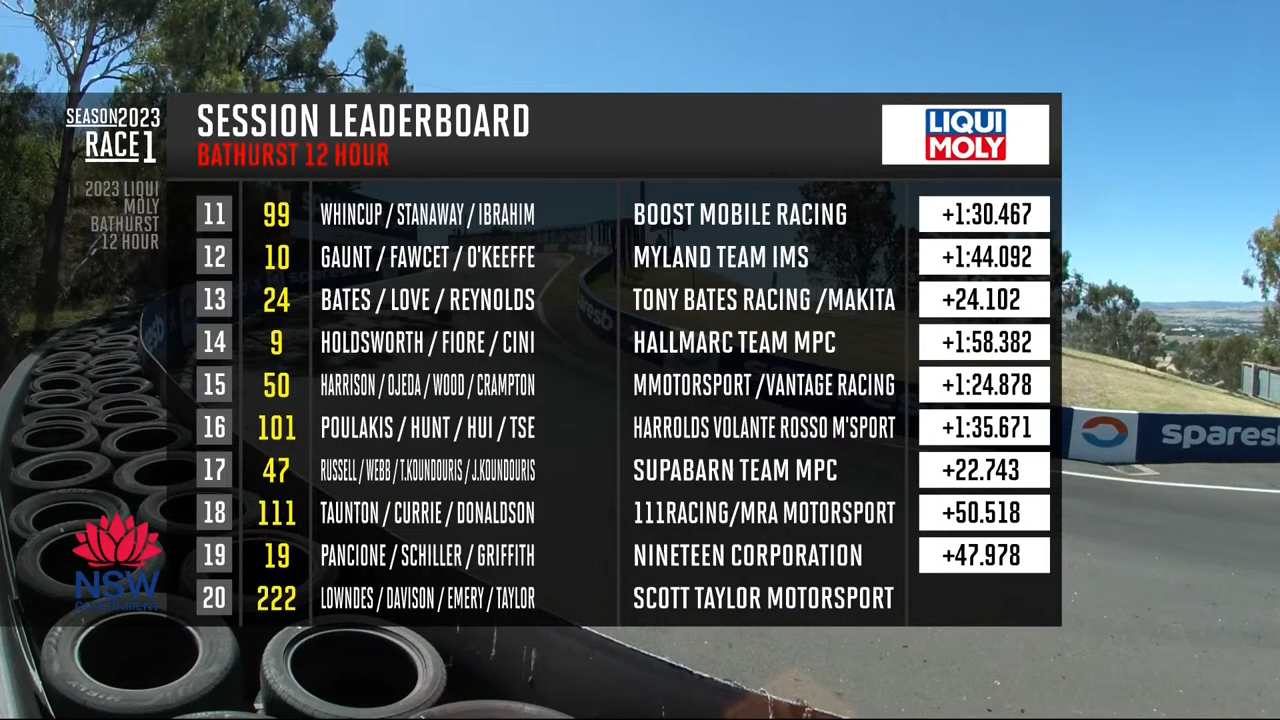 SEASON2023
RACE1
2023 LIQUI
MOLY
BATHURST
12 HOUR
SESSION LEADERBOARD
BATHURST 12 HOUR
LIQUI
MOLY
11 99 WHINCUP / STANAWAY / IBRAHIM BOOST MOBILE RACING +1:30.467
12 10 GAUNT / FAWCET / O'KEEFFE MYLAND TEAM IMS +1:44.092
13 24 BATES / LOVE / REYNOLDS TONY BATES RACING /MAKITA +24.102
14 9 HOLDSWORTH / FIORE / CINI HALLMARC TEAM MPC +1:58.382
15 50 HARRISON / OJEDA / WOOD / CRAMPTON MMOTORSPORT /VANTAGE RACING +1:24.878
16 101 POULAKIS / HUNT / HUI / TSE HARROLDS VOLANTE ROSSO M'SPORT +1:35.671
17 47 RUSSELL / WEBB / T.KOUNDOURIS / J.KOUNDOURIS SUPABARN TEAM MPC +22.743
18 111 TAUNTON / CURRIE / DONALDSON 111RACING/MRA MOTORSPORT +50.518
19 19 PANCIONE / SCHILLER / GRIFFITH NINETEEN CORPORATION +47.978
20 222 LOWNDES / DAVISON / EMERY / TAYLOR SCOTT TAYLOR MOTORSPORT
NSW
GOVERNMENT
sparesb